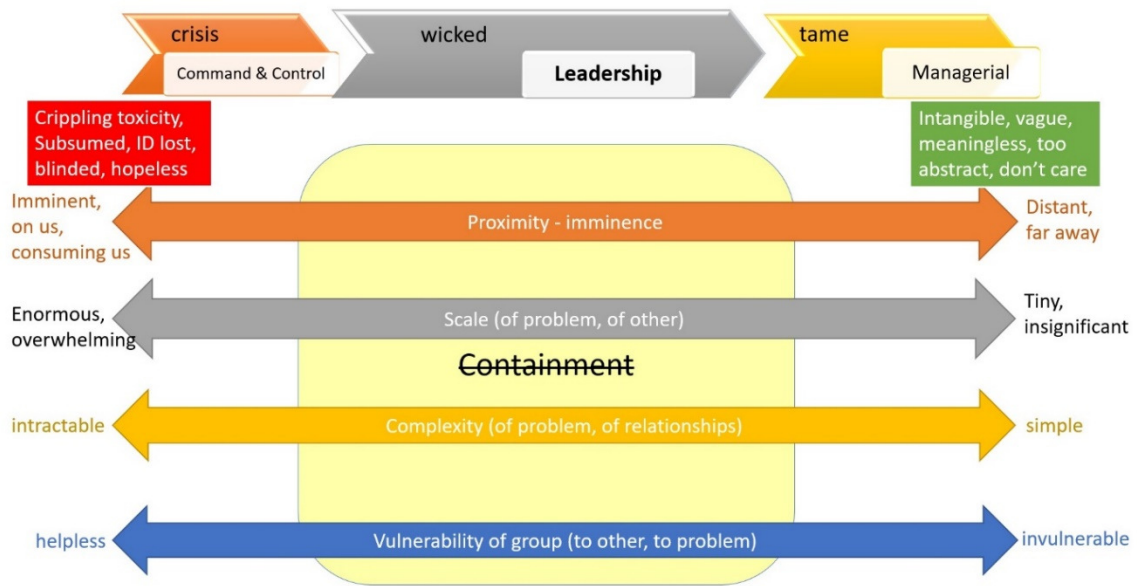 crisis
Command & Control
wicked
Leadership
tame
Managerial
Crippling toxicity,
Subsumed, ID lost,
blinded, hopeless
Intangible, vague,
meaningless, too
abstract, don't care
Imminent,
on us,
consuming us
Proximity - imminence
Distant,
far away
Enormous,
overwhelming
Scale (of problem, of other)
Tiny,
insignificant
Containment
intractable
Complexity (of problem, of relationships)
simple
helpless
Vulnerability of group (to other, to problem)
invulnerable